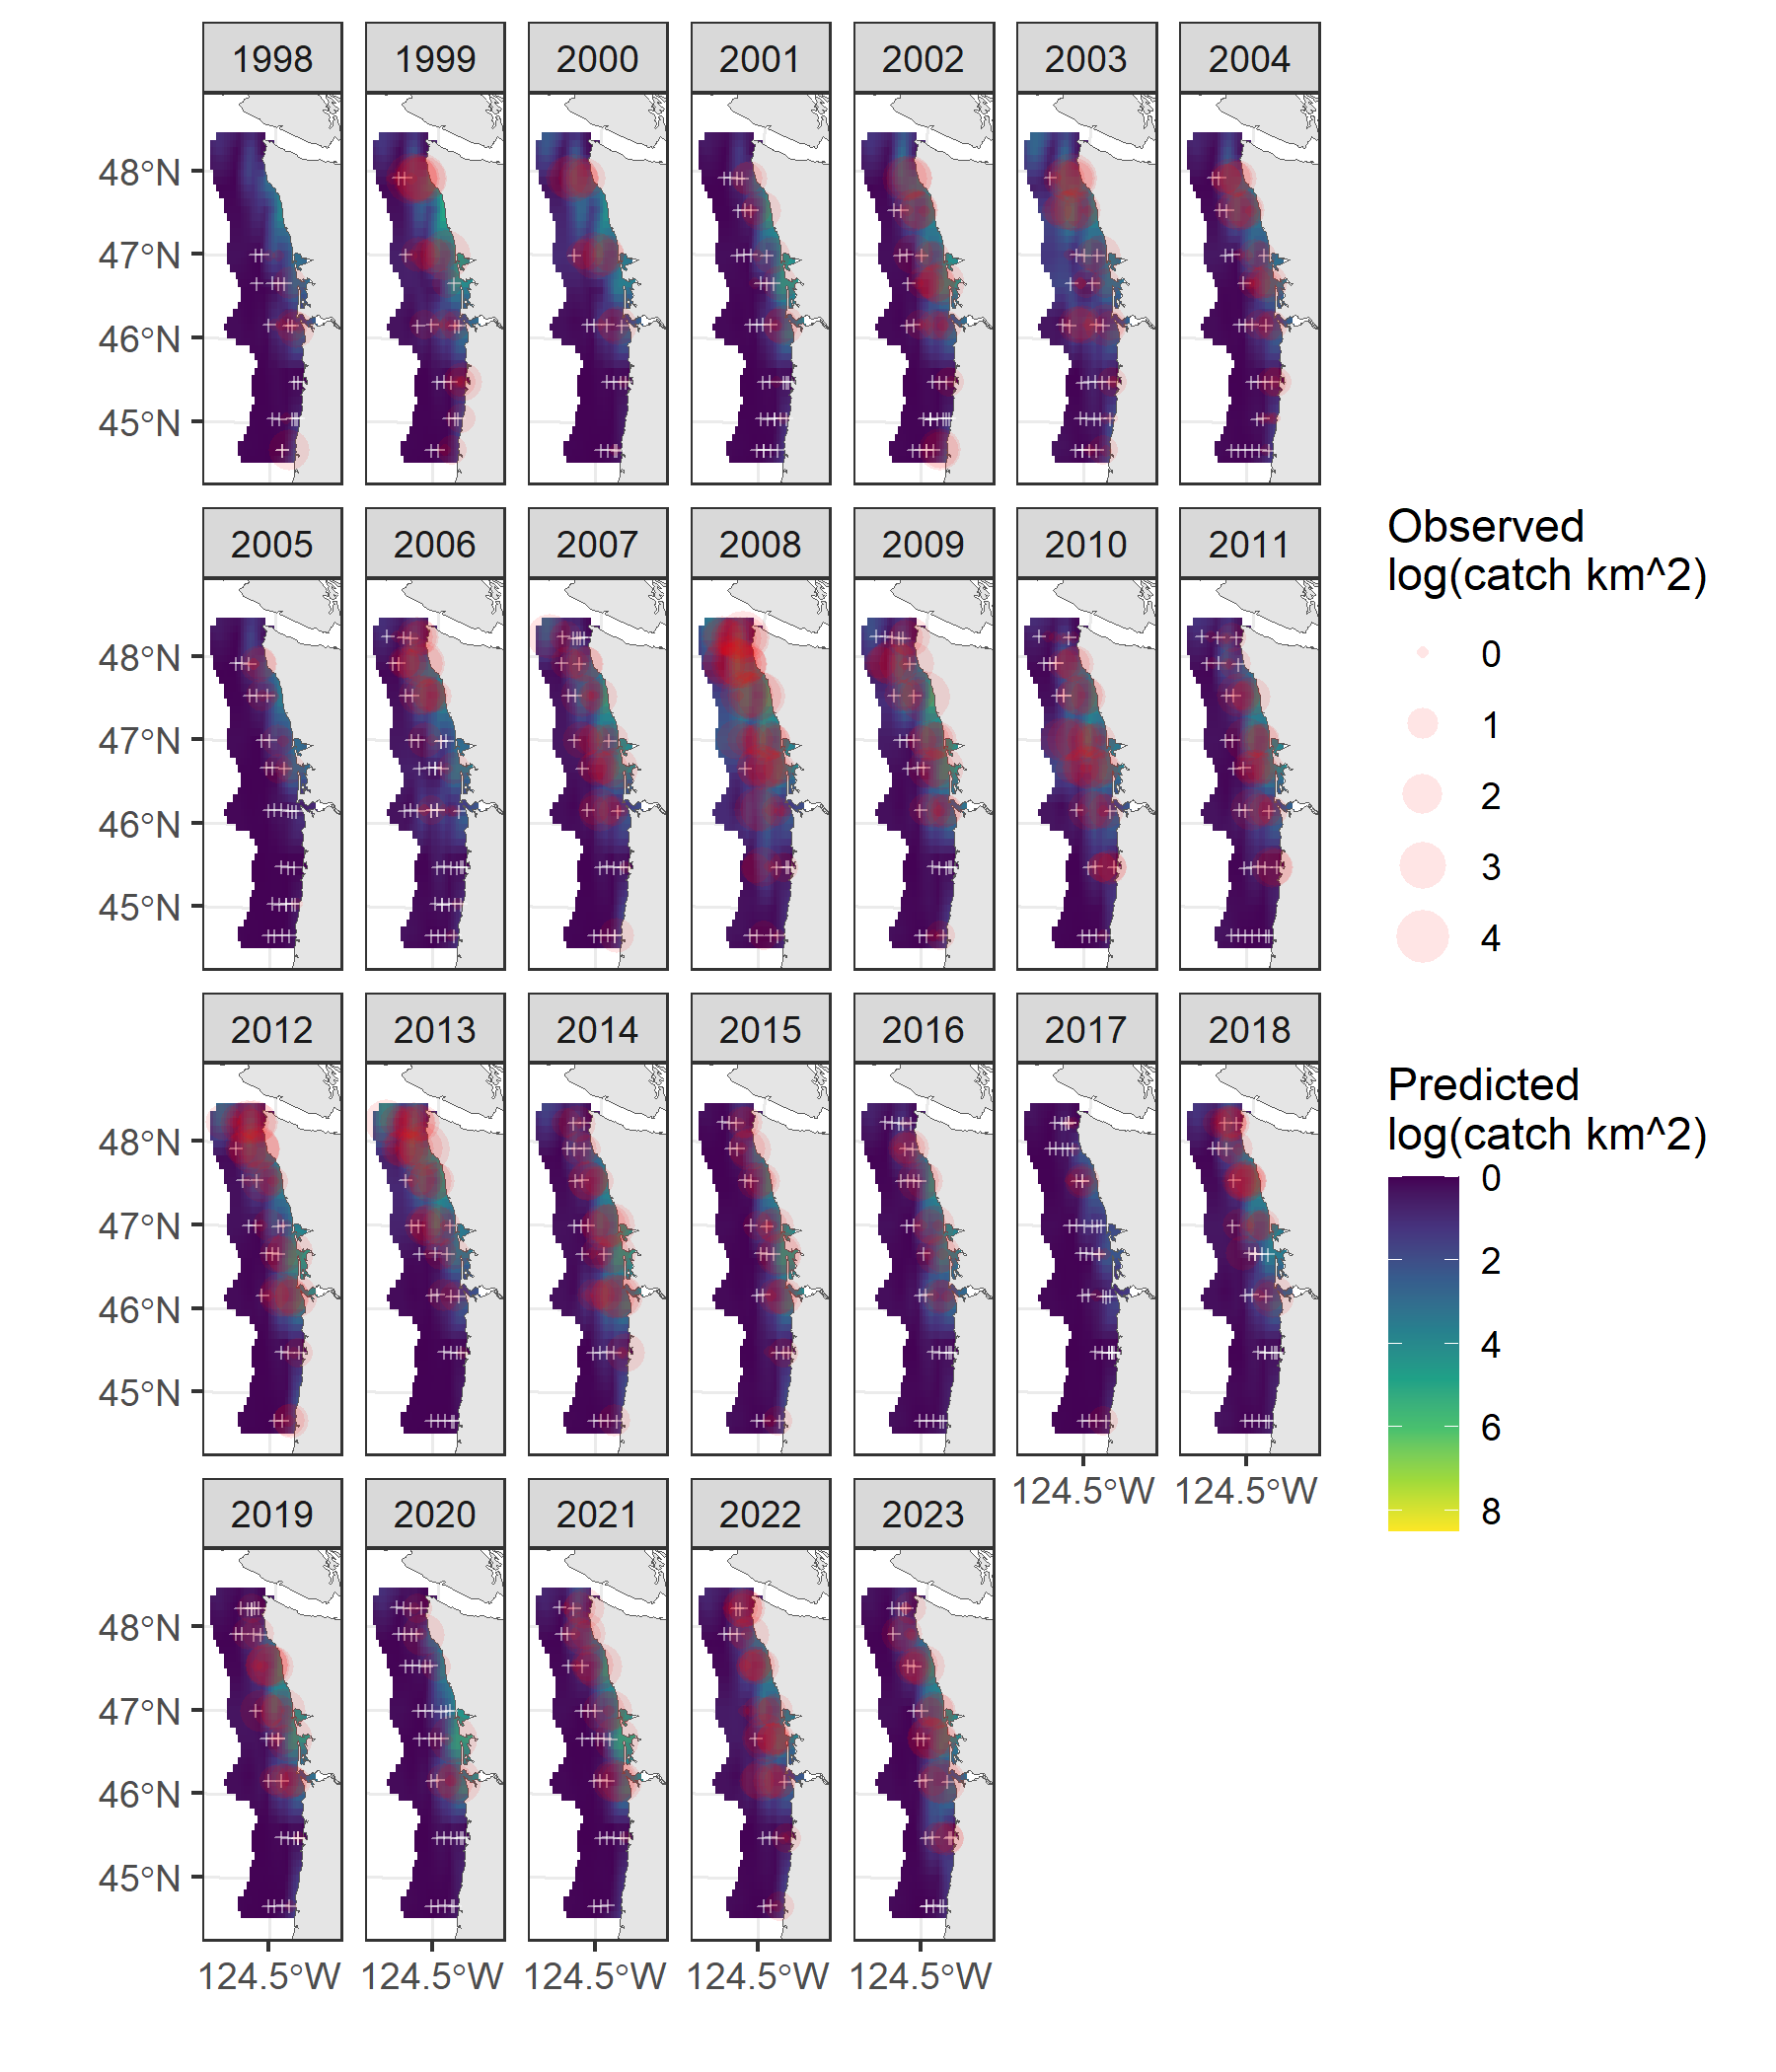 1998 1999 2000 2001 2002 2003 2004
48°N
47°N
46°N
45°N
2005 2006 2007 2008 2009 2010 2011
48°N
47°N
46°N
45°N
2012 2013 2014 2015 2016 2017 2018
48°N
47°N
46°N
45°N
124.5°W 124.5°W
2019 2020 2021 2022 2023
48°N
47°N
46°N
45°N
124.5°W 124.5°W 124.5°W 124.5°W 124.5°W
Observed
log(catch km^2)
0
1
2
3
4
Predicted
log(catch km^2)
0
2
4
6
8